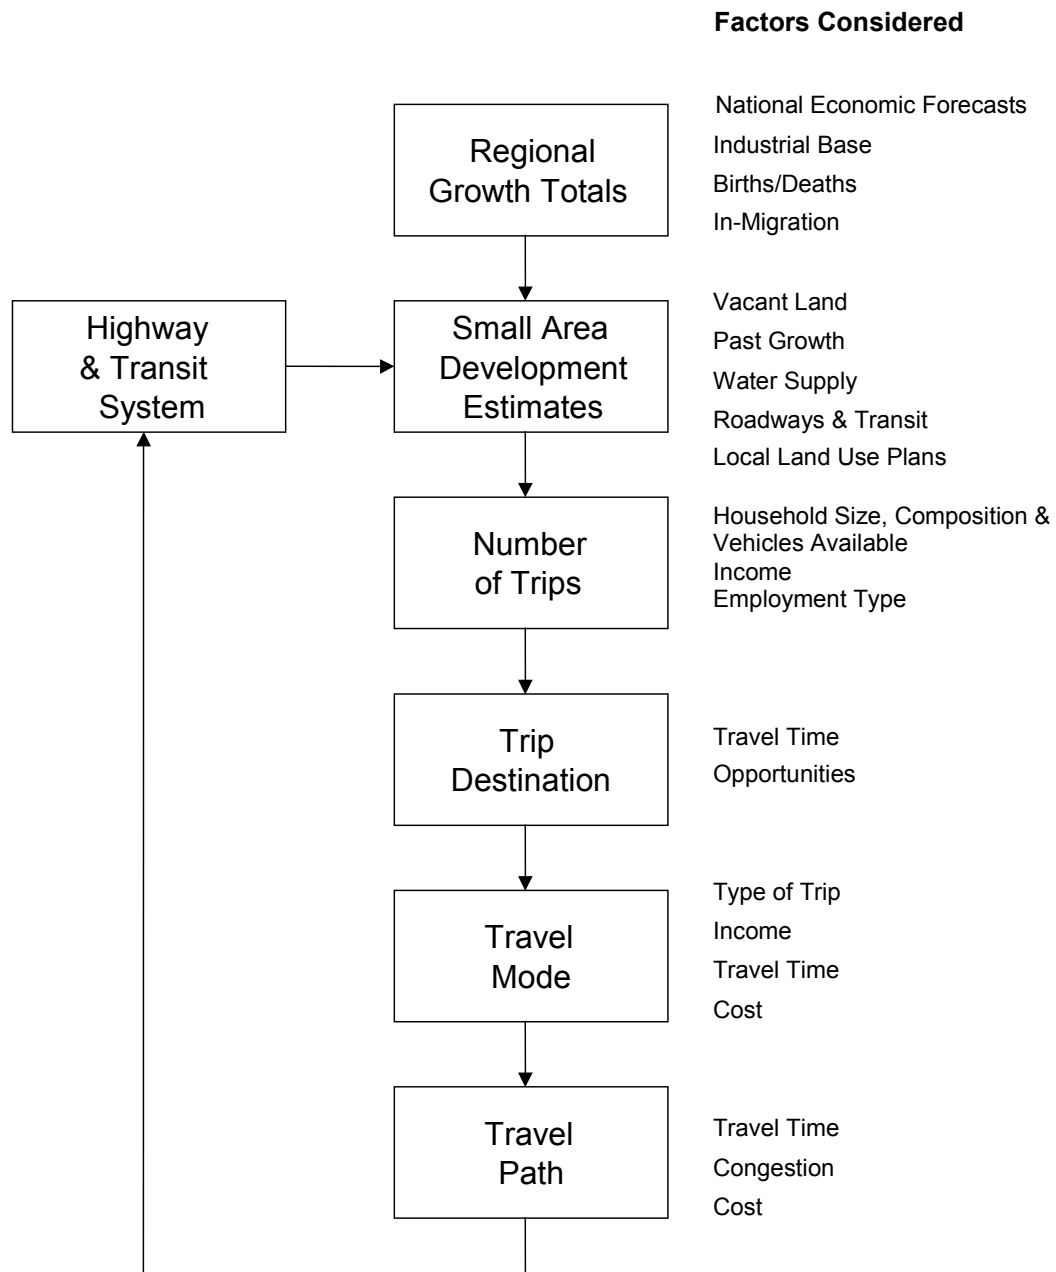 Factors Considered
Regional
Growth Totals
National Economic Forecasts
Industrial Base
Births/Deaths
In-Migration
Highway
& Transit
System
Small Area
Development
Estimates
Vacant Land
Past Growth
Water Supply
Roadways & Transit
Local Land Use Plans
Number
of Trips
Household Size, Composition &
Vehicles Available
Income
Employment Type
Trip
Destination
Travel Time
Opportunities
Travel
Mode
Type of Trip
Income
Travel Time
Cost
Travel
Path
Travel Time
Congestion
Cost